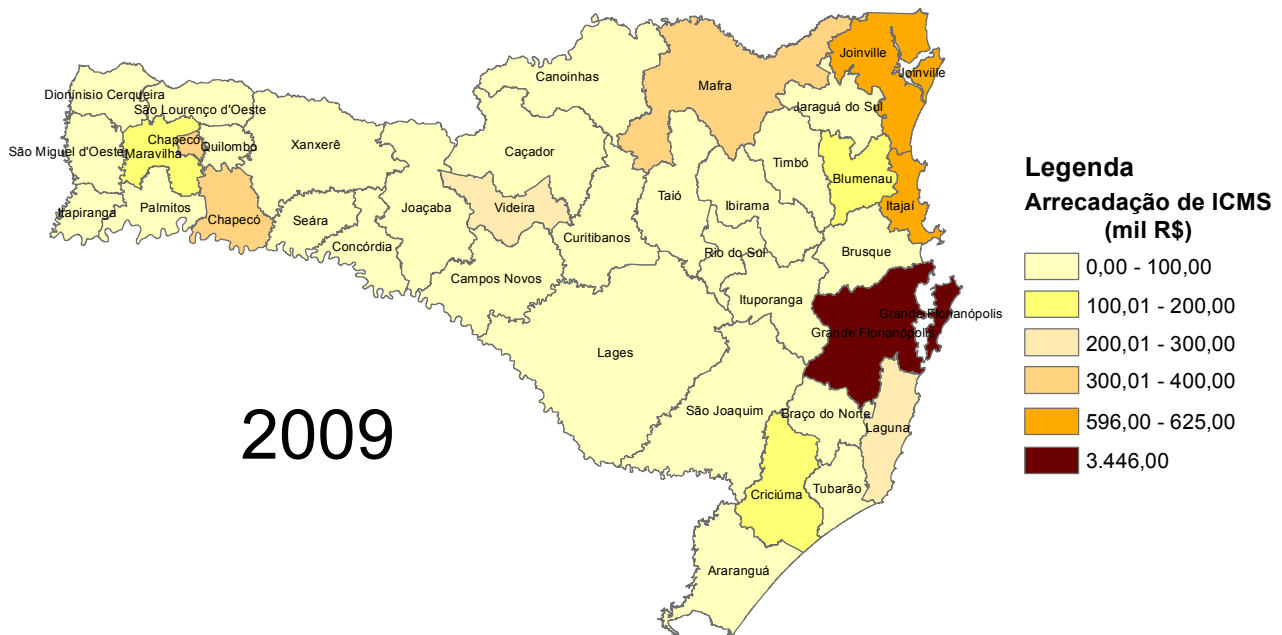 Canoinhas
Mafra
Joinville
Joinville
Dionínisio Cerqueira
São Lourenço d'Oeste
Jaraguá do Sul
São Miguel d'Oeste
Chapecó
Maravilha
Quilombo
Xanxerê
Caçador
Timbó
Blumenau
Itapiranga
Palmitos
Chapecó
Seára
Joaçaba
Videira
Taió
Ibirama
Itajaí
Concórdia
Curitibanos
Rio do Sul
Brusque
Campos Novos
Ituporanga
Grande Florianópolis
Grande Florianópolis
Lages
São Joaquim
Braço do Norte
Laguna
Criciúma
Tubarão
Araranguá
2009
Legenda
Arrecadação de ICMS
(mil R$)
0,00 - 100,00
100,01 - 200,00
200,01 - 300,00
300,01 - 400,00
596,00 - 625,00
3.446,00